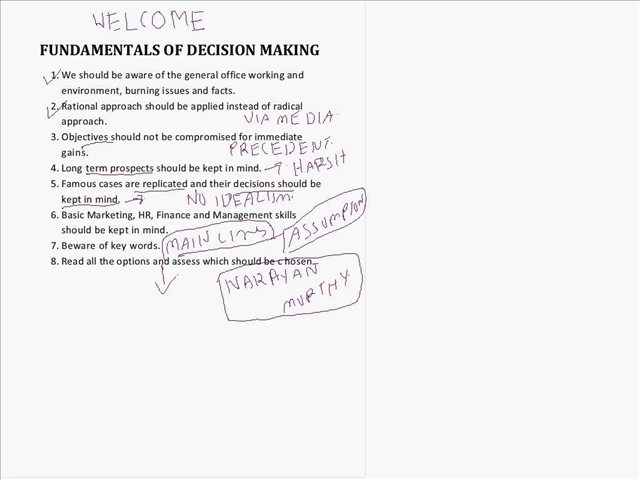 WELCOME
FUNDAMENTALS OF DECISION MAKING
1. We should be aware of the general office working and
environment, burning issues and facts.
2. Rational approach should be applied instead of radical
approach.
VIA MEDIA.
3. Objectives should not be compromised for immediate
gains.
PRECEDENT.
4. Long term prospects should be kept in mind. → HARSH
5. Famous cases are replicated and their decisions should be
kept in mind. →
NO IDEALISM.
6. Basic Marketing, HR, Finance and Management skills
should be kept in mind.
ASSUMPTION
7. Beware of key words.
MAIN LINES
8. Read all the options and assess which should be c hosen.
NARAYAN
MURTHY